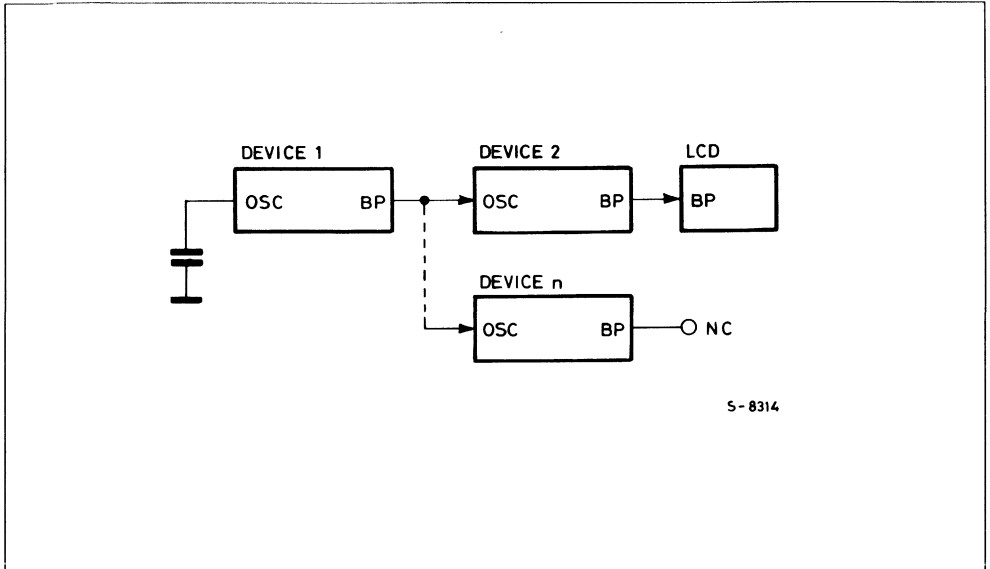 DEVICE 1
OSC BP
DEVICE 2
OSC BP
LCD
BP
DEVICE n
OSC BP
NC
S-8314